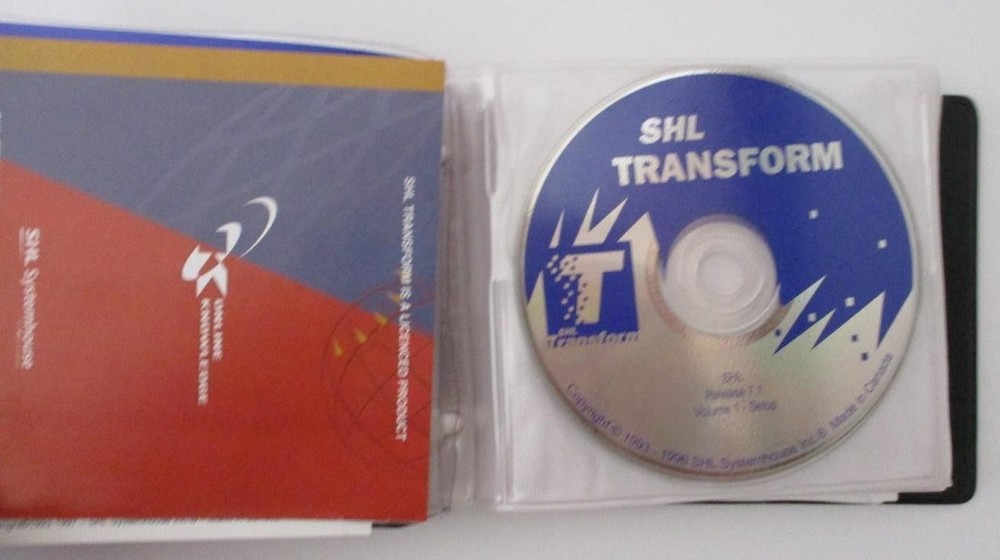 SHL Systemhouse
ONLINE
KNOWLEDGE
SHL TRANSFORM IS A LICENCED PRODUCT
SHL
TRANSFORM
T
SHL
Transform
SHL
Release 7.1
Volume 1 - Setup
Copyright © 1993 - 1996 SHL Systemhouse Inc.® Made in Canada